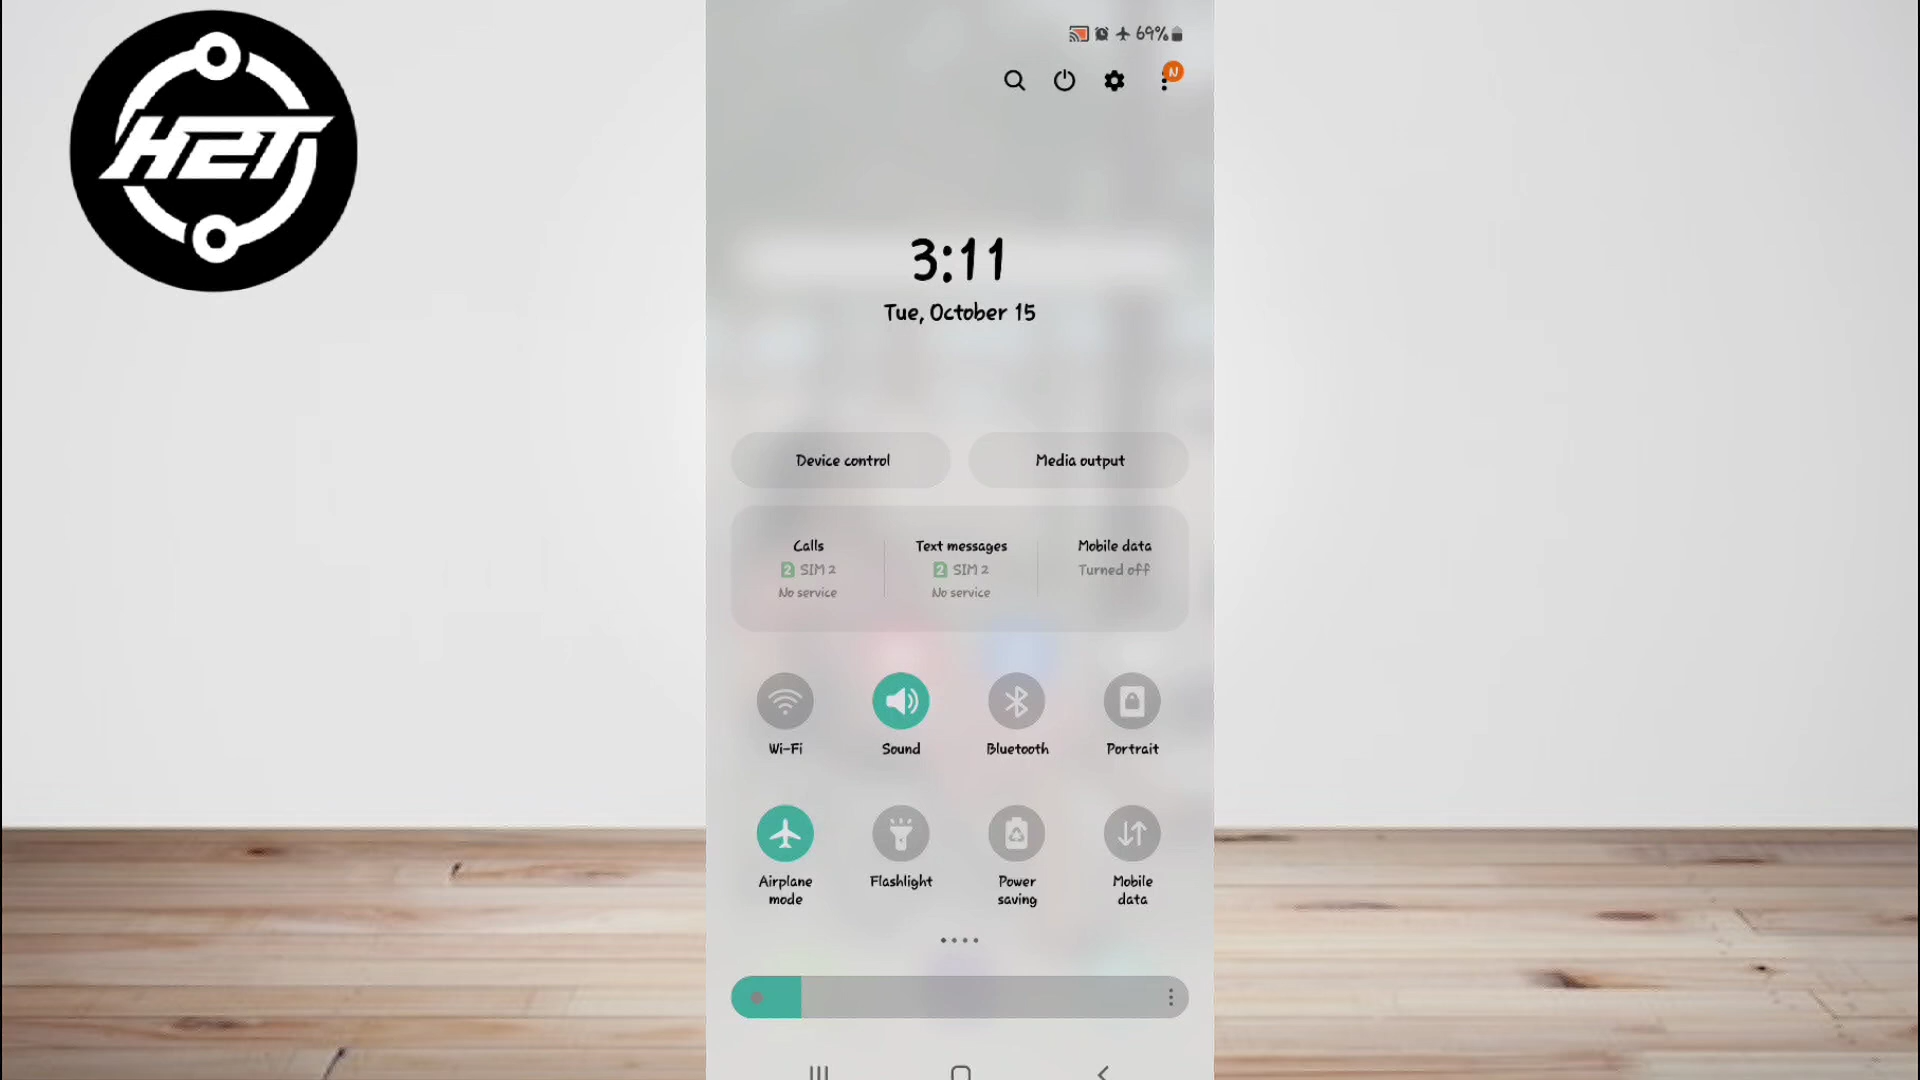 H2T
69%
N
3:11
Tue, October 15
Device control
Media output
Calls
2 SIM 2
No service
Text messages
2 SIM 2
No service
Mobile data
Turned off
Wi-Fi
Sound
Bluetooth
Portrait
Airplane
mode
Flashlight
Power
saving
Mobile
data